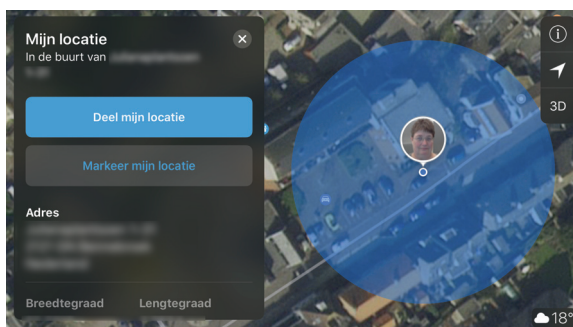 Mijn locatie
In de buurt van
Deel mijn locatie
Markeer mijn locatie
Adres
Breedtegraad Lengtegraad
3D
18°